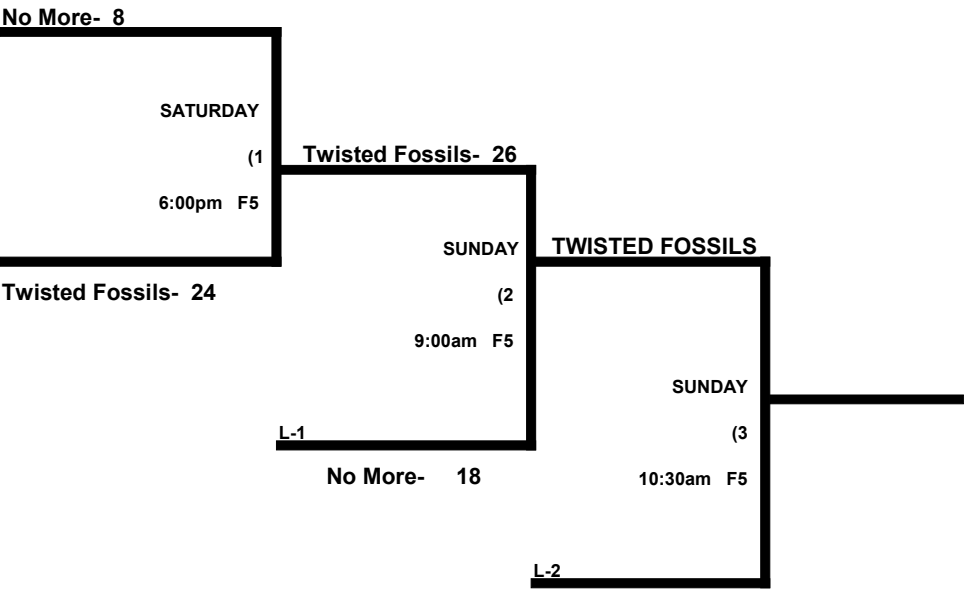 No More-  8
SATURDAY
(1
6:00pm   F5
Twisted Fossils-  24
Twisted Fossils-  26
SUNDAY
(2
9:00am   F5
L-1
No More-     18
TWISTED FOSSILS
SUNDAY
(3
10:30am   F5
L-2